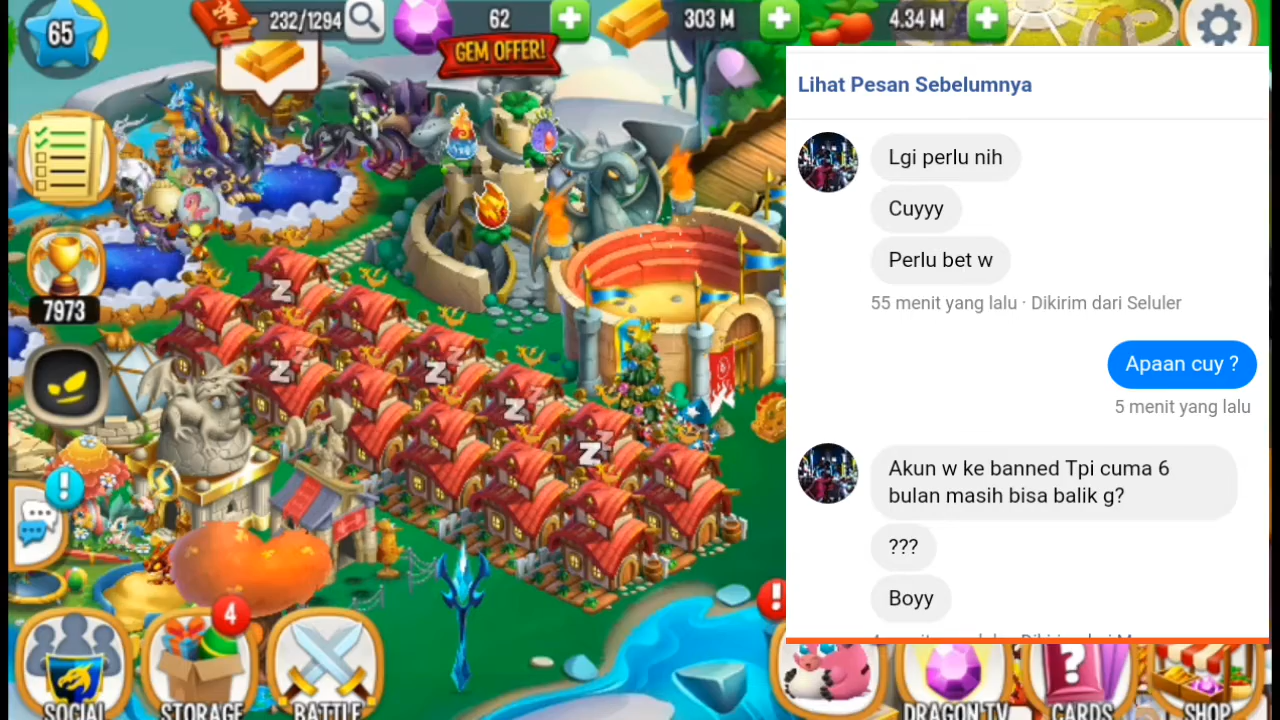 65
232/1294
62
303 M
4.34 M
GEM OFFER!
Lihat Pesan Sebelumnya
Lgi perlu nih
Cuyyy
Perlu bet w
55 menit yang lalu · Dikirim dari Seluler
Apaan cuy ?
5 menit yang lalu
Akun w ke banned Tpi cuma 6
bulan masih bisa balik g?
???
Boyy
7973
Z
Z
Z
Z
Z
!
!
4
SOCIAL
STORAGE
BATTLE
DRAGON TV
?
CARDS
SHOP